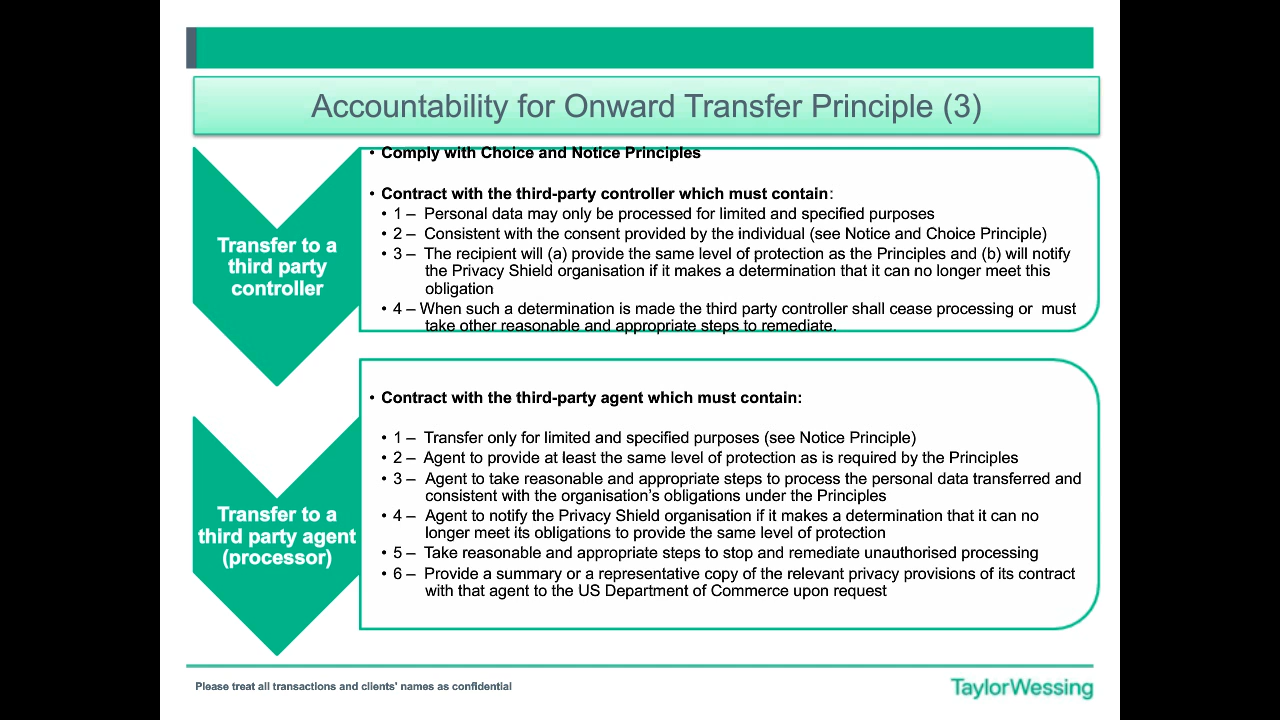 Accountability for Onward Transfer Principle (3)
Transfer to a
third party
controller
• Comply with Choice and Notice Principles
• Contract with the third-party controller which must contain:
• 1 – Personal data may only be processed for limited and specified purposes
• 2 – Consistent with the consent provided by the individual (see Notice and Choice Principle)
• 3 – The recipient will (a) provide the same level of protection as the Principles and (b) will notify
the Privacy Shield organisation if it makes a determination that it can no longer meet this
obligation
• 4 – When such a determination is made the third party controller shall cease processing or must
take other reasonable and appropriate steps to remediate.
Transfer to a
third party agent
(processor)
• Contract with the third-party agent which must contain:
• 1 – Transfer only for limited and specified purposes (see Notice Principle)
• 2 – Agent to provide at least the same level of protection as is required by the Principles
• 3 – Agent to take reasonable and appropriate steps to process the personal data transferred and
consistent with the organisation's obligations under the Principles
• 4 – Agent to notify the Privacy Shield organisation if it makes a determination that it can no
longer meet its obligations to provide the same level of protection
• 5 – Take reasonable and appropriate steps to stop and remediate unauthorised processing
• 6 – Provide a summary or a representative copy of the relevant privacy provisions of its contract
with that agent to the US Department of Commerce upon request
Please treat all transactions and clients' names as confidential
TaylorWessing